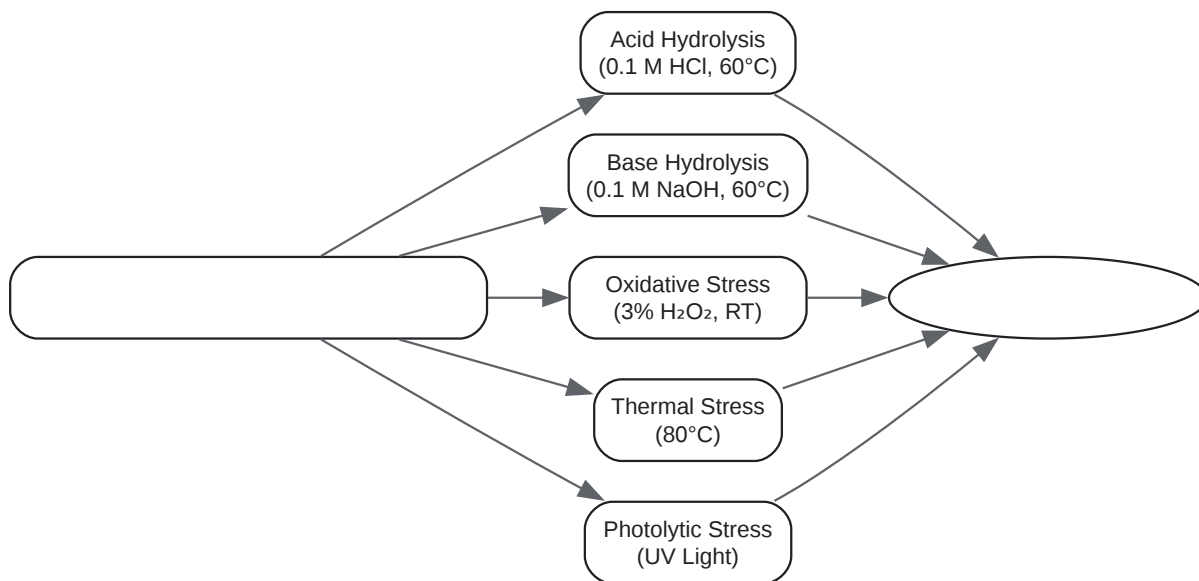 Acid Hydrolysis
(0.1 M HCl, 60°C)
Base Hydrolysis
(0.1 M NaOH, 60°C)
Oxidative Stress
(3% H₂O₂, RT)
Thermal Stress
(80°C)
Photolytic Stress
(UV Light)